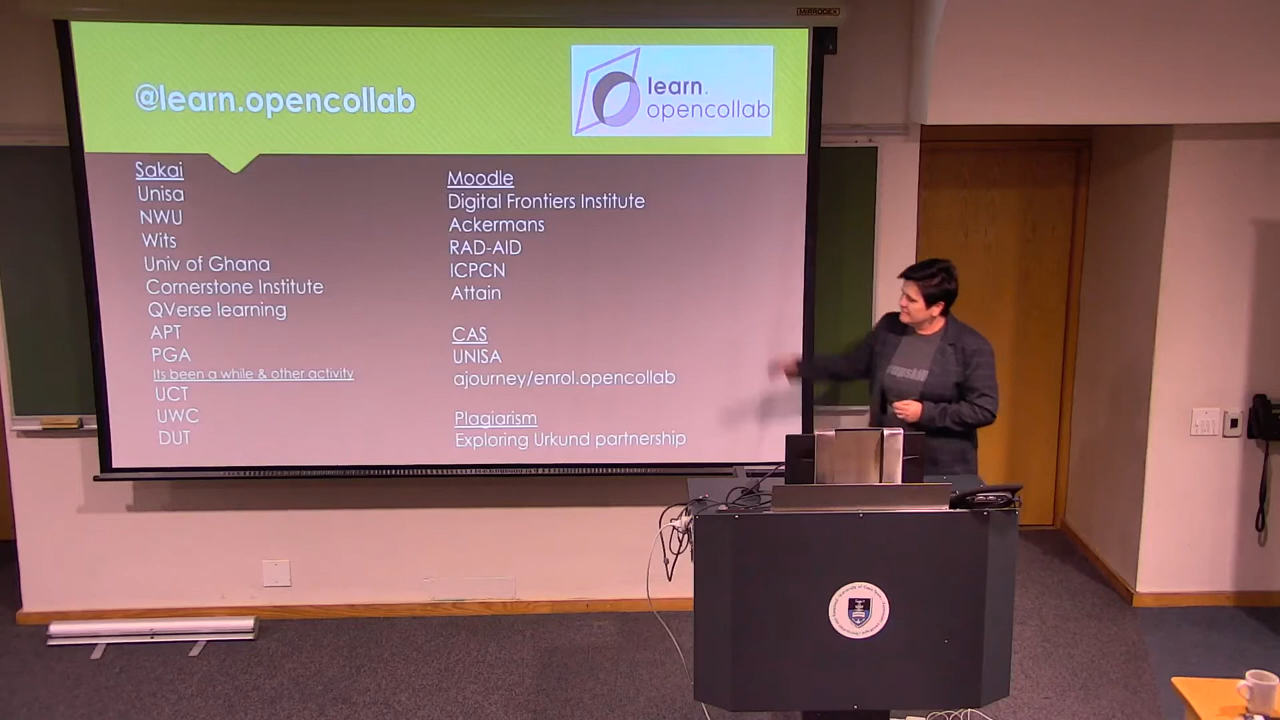 MIRRODEX
@learn.opencollab
learn.
opencollab
Sakai
Unisa
NWU
Wits
Univ of Ghana
Cornerstone Institute
QVerse learning
APT
PGA
Its been a while & other activity
UCT
UWC
DUT
Moodle
Digital Frontiers Institute
Ackermans
RAD-AID
ICPCN
Attain
CAS
UNISA
ajourney/enrol.opencollab
Plagiarism
Exploring Urkund partnership